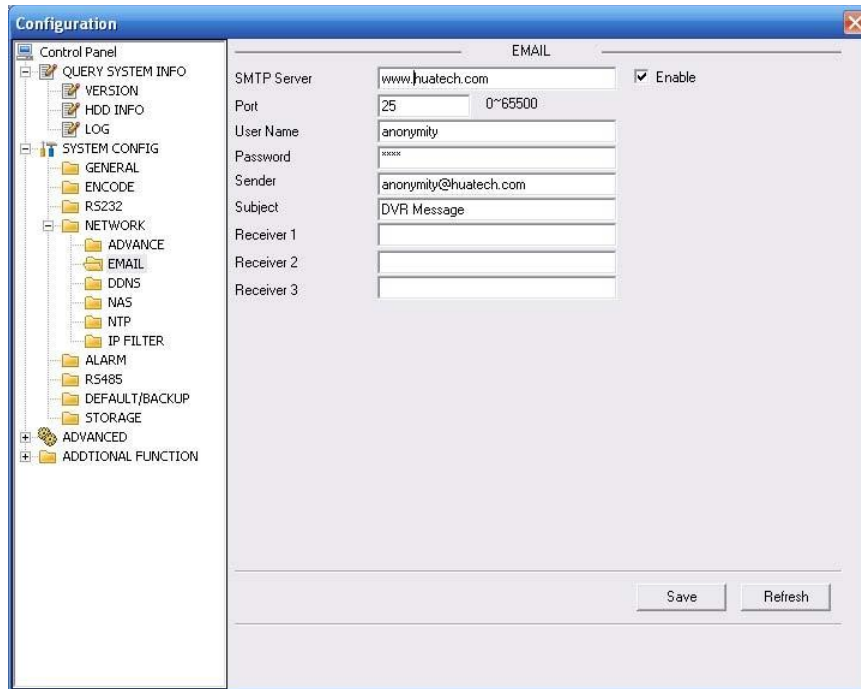 Configuration
Control Panel
QUERY SYSTEM INFO
VERSION
HDD INFO
LOG
SYSTEM CONFIG
GENERAL
ENCODE
RS232
NETWORK
ADVANCE
EMAIL
DDNS
NAS
NTP
IP FILTER
ALARM
RS485
DEFAULT/BACKUP
STORAGE
ADVANCED
ADDTIONAL FUNCTION
EMAIL
SMTP Server www.huatech.com Enable
Port 25 0~65500
User Name anonymity
Password ****
Sender anonymity@huatech.com
Subject DVR Message
Receiver 1
Receiver 2
Receiver 3
Save Refresh